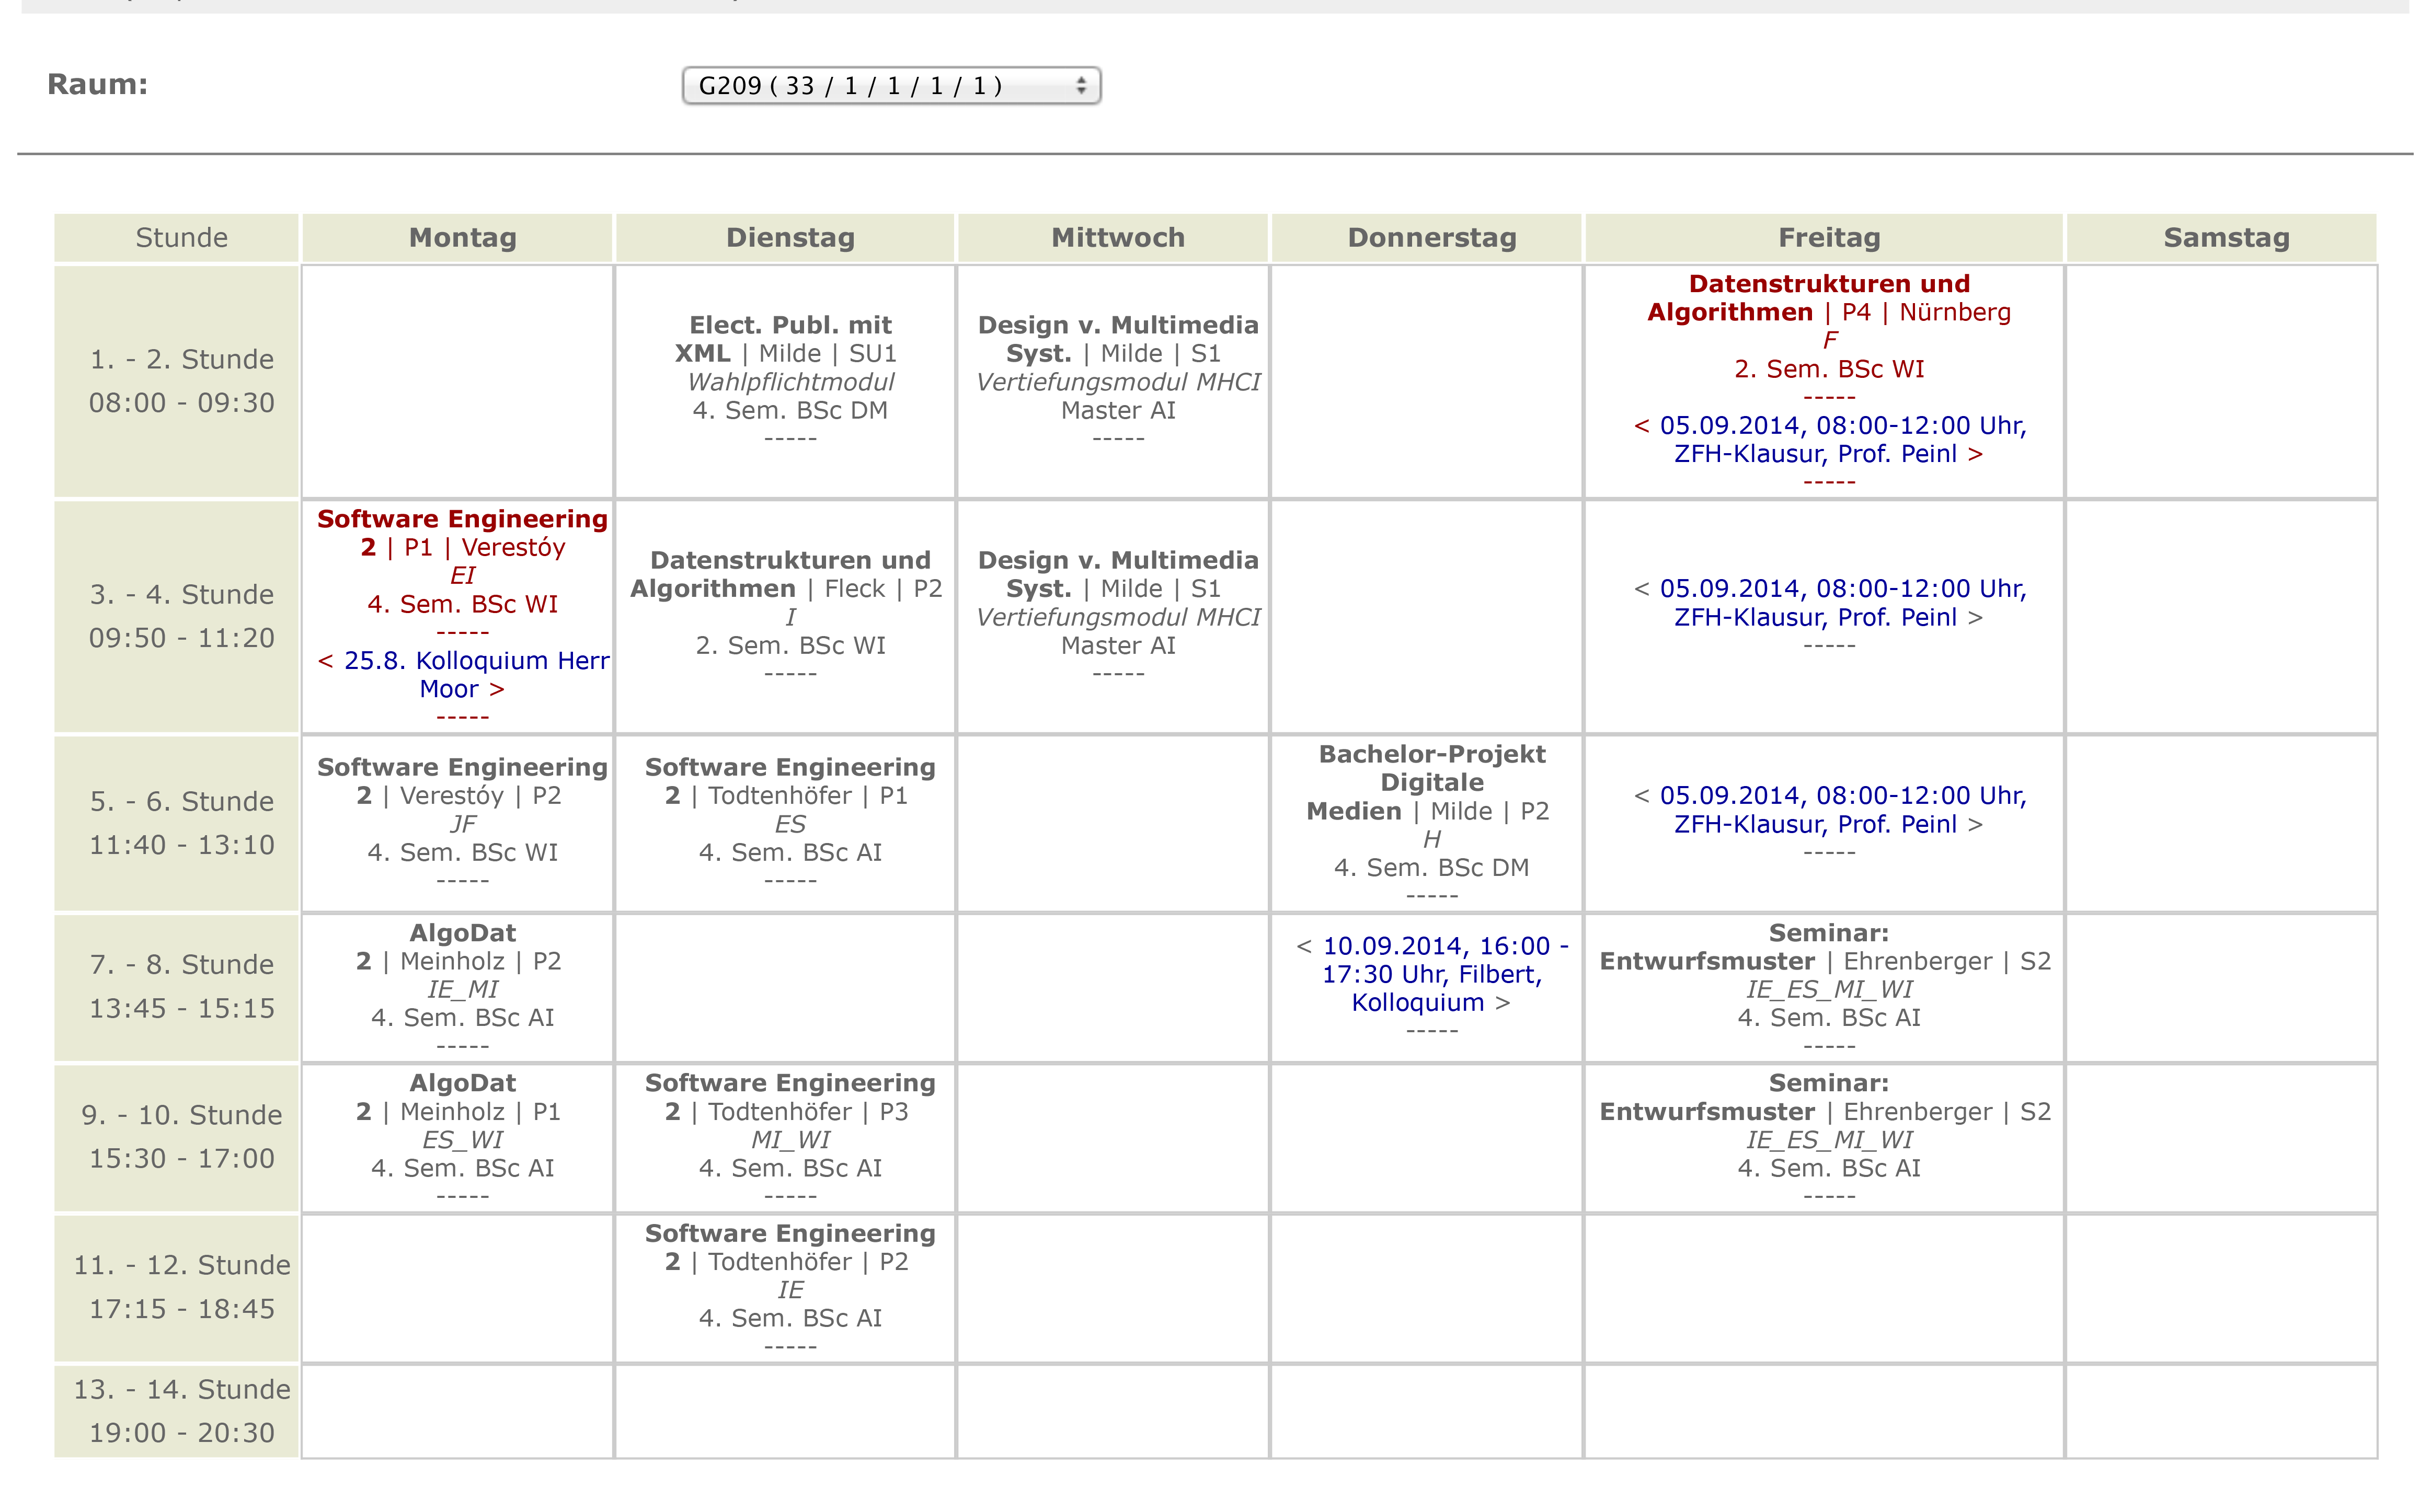 Raum:
G209 ( 33 / 1 / 1 / 1 / 1 )
Stunde Montag Dienstag Mittwoch Donnerstag Freitag Samstag
1. - 2. Stunde
08:00 - 09:30
Elect. Publ. mit
XML | Milde | SU1
Wahlpflichtmodul
4. Sem. BSc DM
-----
Design v. Multimedia
Syst. | Milde | S1
Vertiefungsmodul MHCI
Master AI
-----
Datenstrukturen und
Algorithmen | P4 | Nürnberg
F
2. Sem. BSc WI
-----
< 05.09.2014, 08:00-12:00 Uhr,
ZFH-Klausur, Prof. Peinl >
-----
3. - 4. Stunde
09:50 - 11:20
Software Engineering
2 | P1 | Verestóy
EI
4. Sem. BSc WI
-----
< 25.8. Kolloquium Herr
Moor >
-----
Datenstrukturen und
Algorithmen | Fleck | P2
I
2. Sem. BSc WI
-----
Design v. Multimedia
Syst. | Milde | S1
Vertiefungsmodul MHCI
Master AI
-----
< 05.09.2014, 08:00-12:00 Uhr,
ZFH-Klausur, Prof. Peinl >
-----
5. - 6. Stunde
11:40 - 13:10
Software Engineering
2 | Verestóy | P2
JF
4. Sem. BSc WI
-----
Software Engineering
2 | Todtenhöfer | P1
ES
4. Sem. BSc AI
-----
Bachelor-Projekt
Digitale
Medien | Milde | P2
H
4. Sem. BSc DM
-----
< 05.09.2014, 08:00-12:00 Uhr,
ZFH-Klausur, Prof. Peinl >
-----
7. - 8. Stunde
13:45 - 15:15
AlgoDat
2 | Meinholz | P2
IE_MI
4. Sem. BSc AI
-----
< 10.09.2014, 16:00 -
17:30 Uhr, Filbert,
Kolloquium >
-----
Seminar:
Entwurfsmuster | Ehrenberger | S2
IE_ES_MI_WI
4. Sem. BSc AI
-----
9. - 10. Stunde
15:30 - 17:00
AlgoDat
2 | Meinholz | P1
ES_WI
4. Sem. BSc AI
-----
Software Engineering
2 | Todtenhöfer | P3
MI_WI
4. Sem. BSc AI
-----
Seminar:
Entwurfsmuster | Ehrenberger | S2
IE_ES_MI_WI
4. Sem. BSc AI
-----
11. - 12. Stunde
17:15 - 18:45
Software Engineering
2 | Todtenhöfer | P2
IE
4. Sem. BSc AI
-----
13. - 14. Stunde
19:00 - 20:30